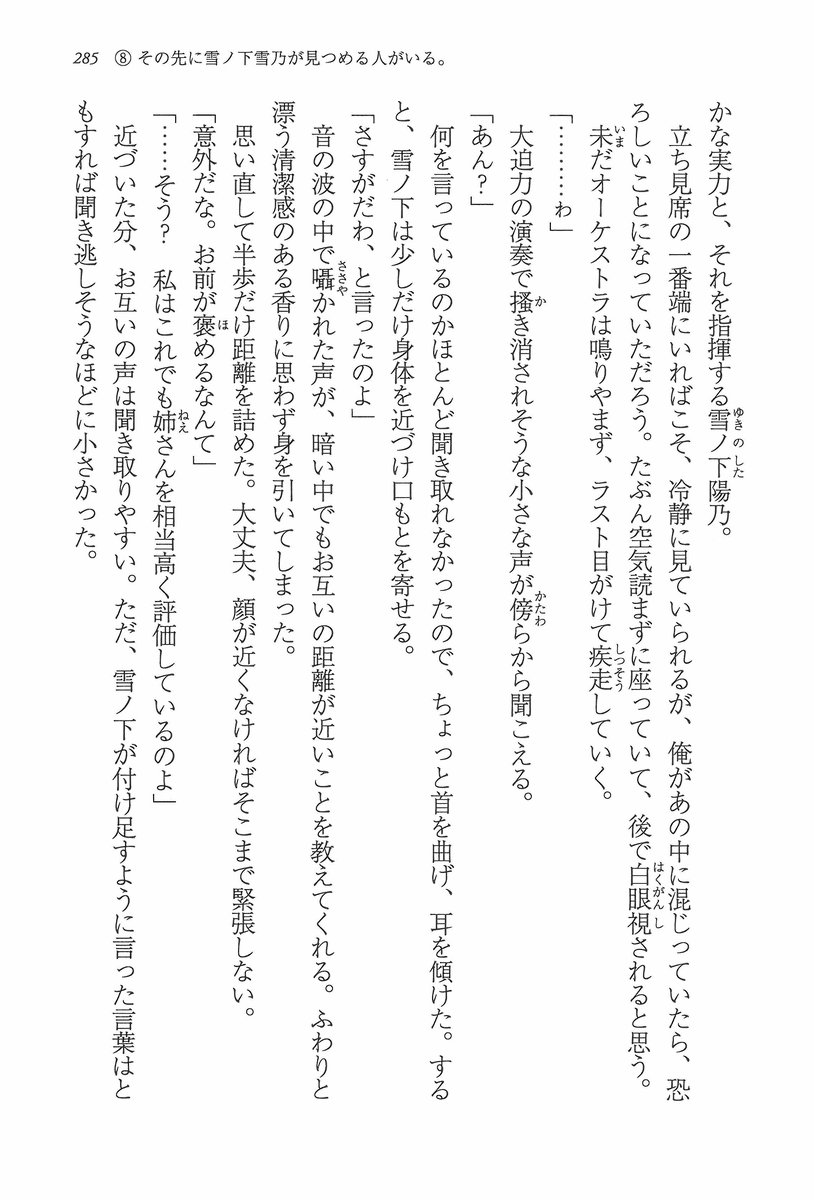 285 ⑧ その先に雪ノ下雪乃が見つめる人がいる。
かな実力と、それを指揮する雪ノ下陽乃。
立ち見席の一番端にいればこそ、冷静に見ていられるが、俺があの中に混じっていたら、恐
ろしいことになっていただろう。たぶん空気読まずに座っていて、後で白眼視されると思う。
未だオーケストラは鳴りやまず、ラスト目がけて疾走していく。
「………ゎ」
大迫力の演奏で掻き消されそうな小さな声が傍らから聞こえる。
「あん？」
何を言っているのかほとんど聞き取れなかったので、ちょっと首を曲げ、耳を傾けた。する
と、雪ノ下は少しだけ身体を近づけ口もとを寄せる。
「さすがだわ、と言ったのよ」
音の波の中で囁かれた声が、暗い中でもお互いの距離が近いことを教えてくれる。ふわりと
漂う清潔感のある香りに思わず身を引いてしまった。
思い直して半歩だけ距離を詰めた。大丈夫、顔が近くなければそこまで緊張しない。
「意外だな。お前が褒めるなんて」
「……そう？　私はこれでも姉さんを相当高く評価しているのよ」
近づいた分、お互いの声は聞き取りやすい。ただ、雪ノ下が付け足すように言った言葉はと
もすれば聞き逃しそうなほどに小さかった。